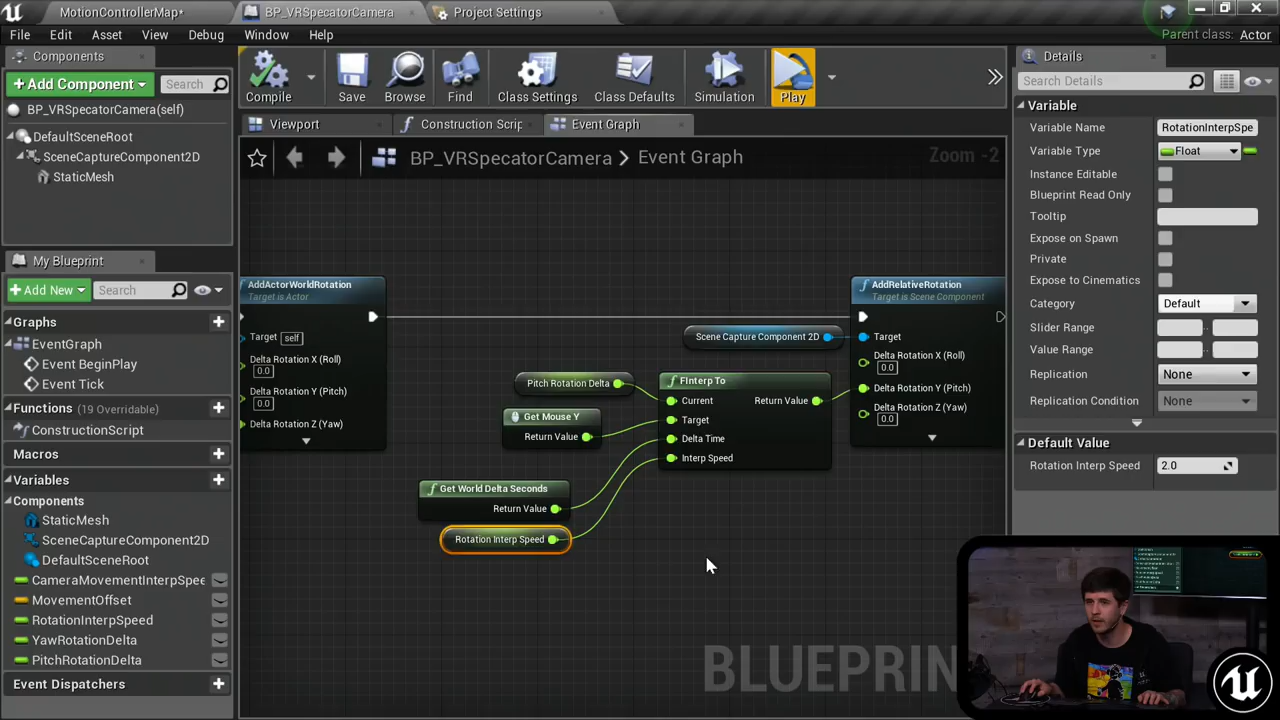 MotionControllerMap*
BP_VRSpecatorCamera
Project Settings
File Edit Asset View Debug Window Help
Parent class: Actor
Components
+ Add Component
Search
BP_VRSpecatorCamera(self)
DefaultSceneRoot
SceneCaptureComponent2D
StaticMesh
My Blueprint
+ Add New
Search
Graphs
EventGraph
Event BeginPlay
Event Tick
Functions (19 Overridable)
ConstructionScript
Macros
Variables
Components
StaticMesh
SceneCaptureComponent2D
DefaultSceneRoot
CameraMovementInterpSpee
MovementOffset
RotationInterpSpeed
YawRotationDelta
PitchRotationDelta
Event Dispatchers
Compile Save Browse Find Class Settings Class Defaults Simulation Play
Viewport
Construction Scrip
Event Graph
BP_VRSpecatorCamera > Event Graph
Zoom -2
AddActorWorldRotation
Target is Actor
Target self
Delta Rotation X (Roll)
0.0
Delta Rotation Y (Pitch)
0.0
Delta Rotation Z (Yaw)
Pitch Rotation Delta
Get Mouse Y
Return Value
Get World Delta Seconds
Return Value
Rotation Interp Speed
FInterp To
Current Return Value
Target
Delta Time
Interp Speed
Scene Capture Component 2D
AddRelativeRotation
Target is Scene Component
Target
Delta Rotation X (Roll)
0.0
Delta Rotation Y (Pitch)
Delta Rotation Z (Yaw)
0.0
BLUEPRIN
Details
Search Details
Variable
Variable Name RotationInterpSpe
Variable Type Float
Instance Editable
Blueprint Read Only
Tooltip
Expose on Spawn
Private
Expose to Cinematics
Category Default
Slider Range
Value Range
Replication None
Replication Condition None
Default Value
Rotation Interp Speed 2.0